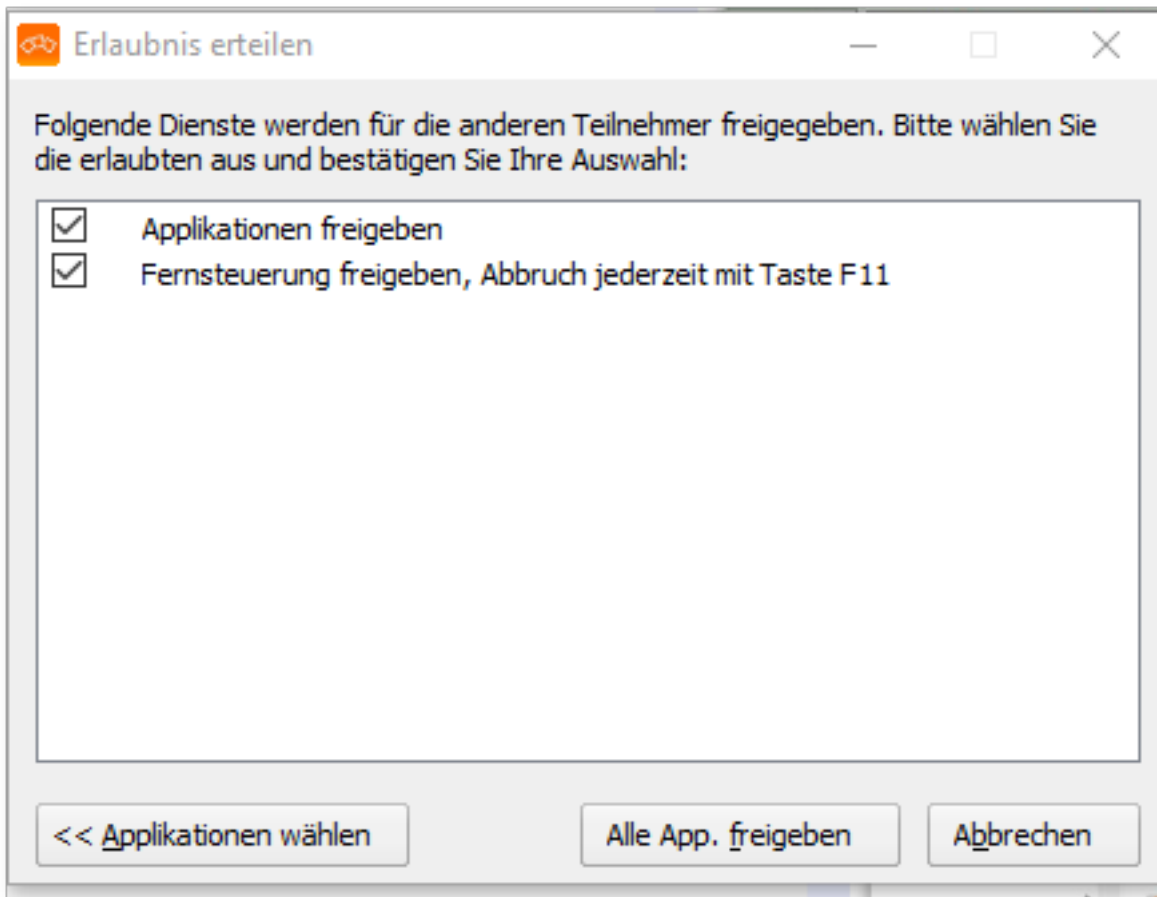 Erlaubnis erteilen
Folgende Dienste werden für die anderen Teilnehmer freigegeben. Bitte wählen Sie
die erlaubten aus und bestätigen Sie Ihre Auswahl:
Applikationen freigeben
Fernsteuerung freigeben, Abbruch jederzeit mit Taste F11
<< Applikationen wählen
Alle App. freigeben
Abbrechen